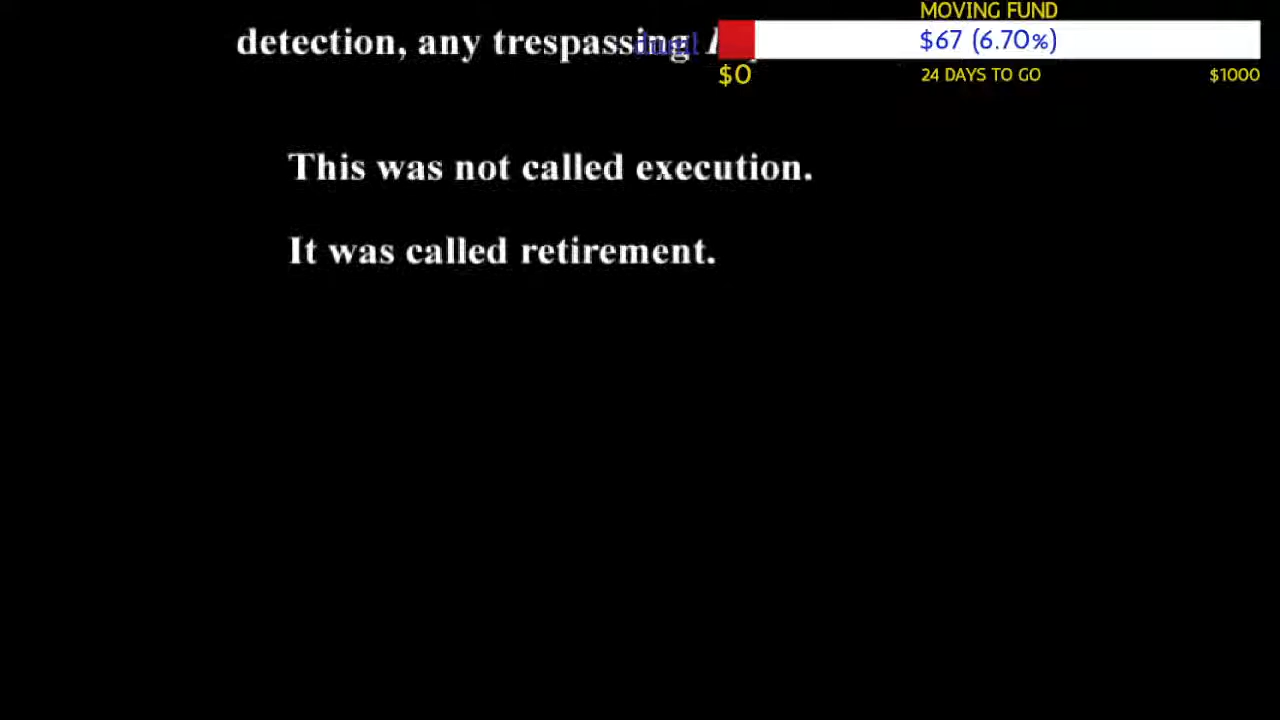 MOVING FUND
detection, any trespassing
$67 (6.70%)
$0 24 DAYS TO GO $1000
This was not called execution.
It was called retirement.